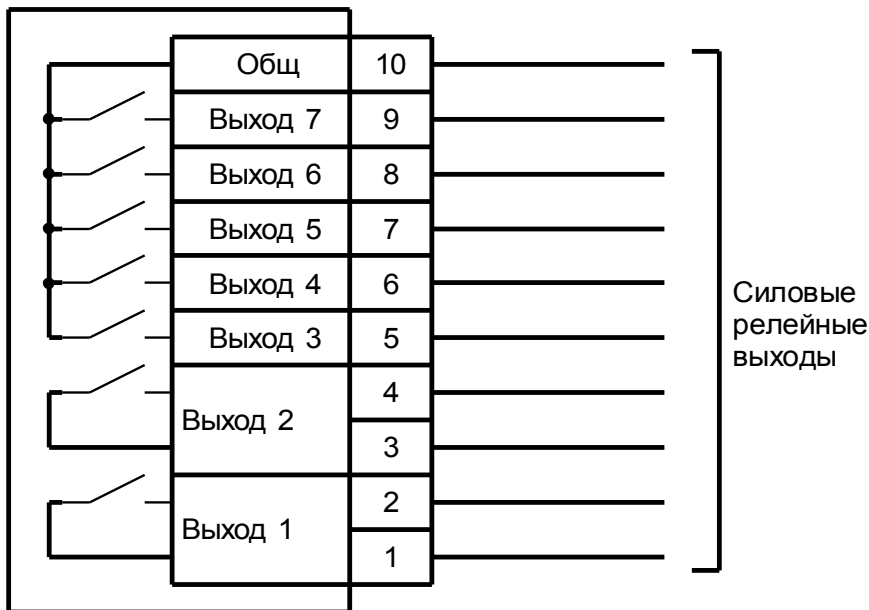 Общ 10
Выход 7 9
Выход 6 8
Выход 5 7
Выход 4 6
Выход 3 5
Выход 2 4
3
Выход 1 2
1
Силовые
релейные
выходы